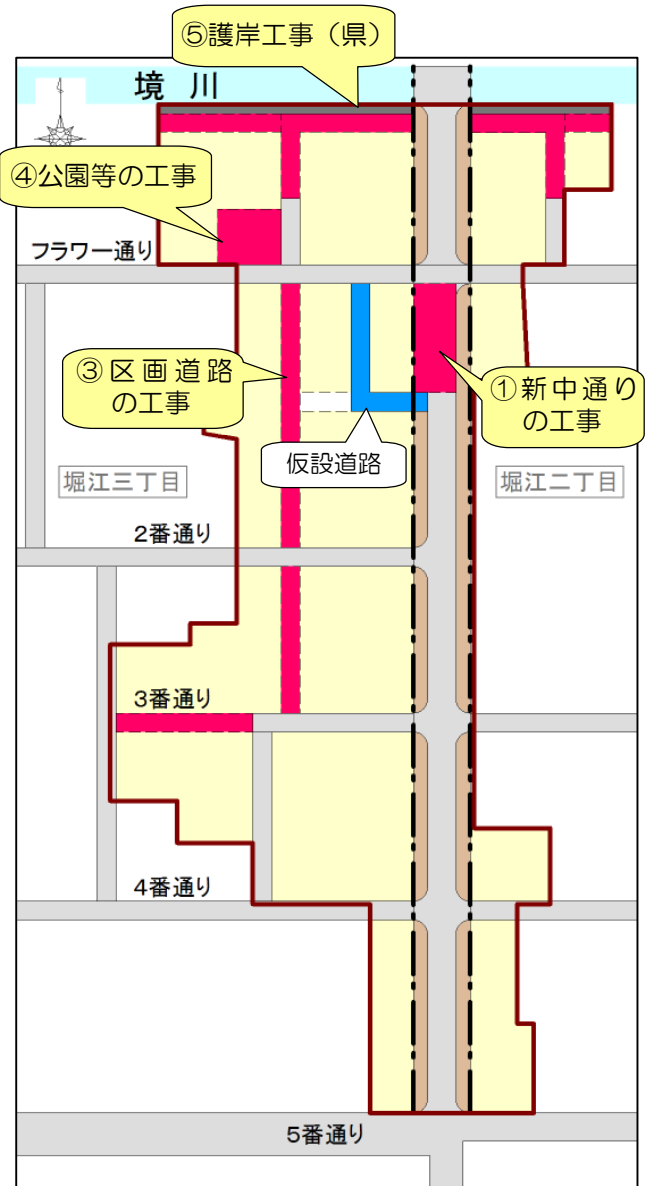 ⑤護岸工事（県）
境川
④公園等の工事
フラワー通り
③区画道路
の工事
①新中通り
の工事
仮設道路
堀江三丁目
堀江二丁目
2番通り
3番通り
4番通り
5番通り